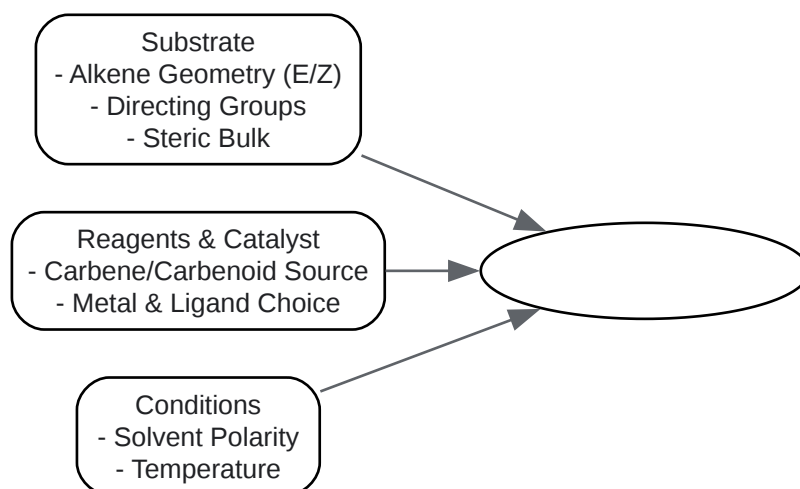 Substrate
- Alkene Geometry (E/Z)
- Directing Groups
- Steric Bulk
Reagents & Catalyst
- Carbene/Carbenoid Source
- Metal & Ligand Choice
Conditions
- Solvent Polarity
- Temperature